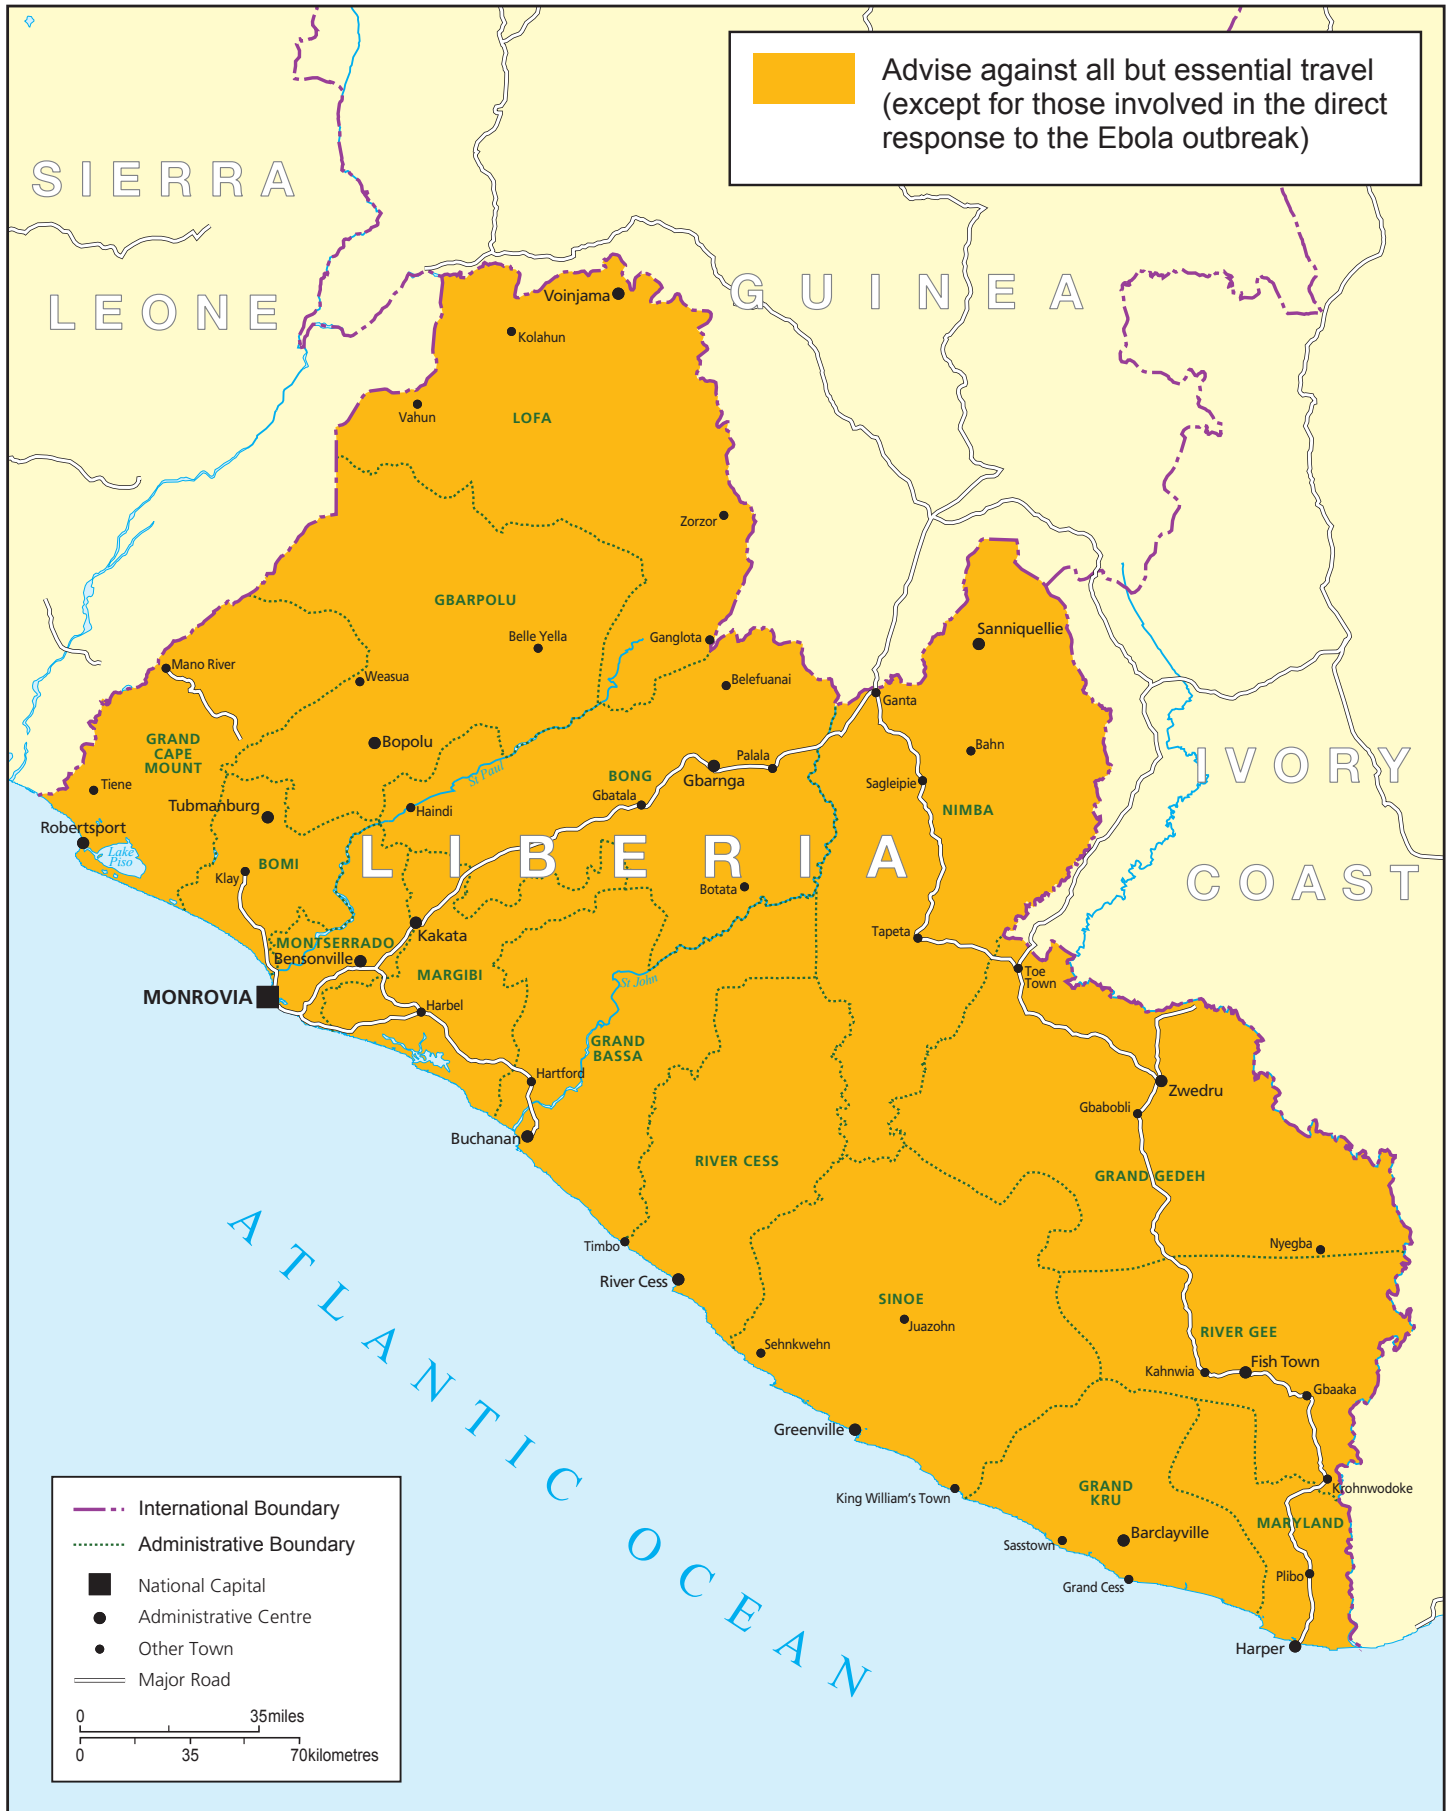 Advise against all but essential travel
(except for those involved in the direct
response to the Ebola outbreak)
SIERRA
LEONE
GUINEA
Voinjama
Kolahun
Vahun
LOFA
Zorzor
GBARPOLU
Belle Yella
Ganglota
Sanniquellie
Mano River
Weasua
Belefuanai
Ganta
GRAND
CAPE
MOUNT
Bopolu
Bahn
IVORY
COAST
Palala
St Paul
BONG
Gbarnga
Sagleipie
Tiene
Gbatala
NIMBA
Tubmanburg
Haindi
Robertsport
Lake
Piso
LIBERIA
BOMI
Klay
Botata
Tapeta
Kakata
MONTSERRADO
Bensonville
MARGIBI
Toe
Town
St John
MONROVIA
Harbel
GRAND
BASSA
Hartford
Zwedru
Gbabobli
Buchanan
RIVER CESS
GRAND GEDEH
Timbo
Nyegba
River Cess
SINOE
Juazohn
RIVER GEE
Sehnkwehn
Fish Town
Kahnwia
Gbaaka
Greenville
ATLANTIC OCEAN
King William's Town
GRAND
KRU
Krohnwodoke
MARYLAND
Barclayville
Sasstown
Plibo
Grand Cess
Harper
International Boundary
Administrative Boundary
National Capital
Administrative Centre
Other Town
Major Road
0 35miles
0 35 70kilometres